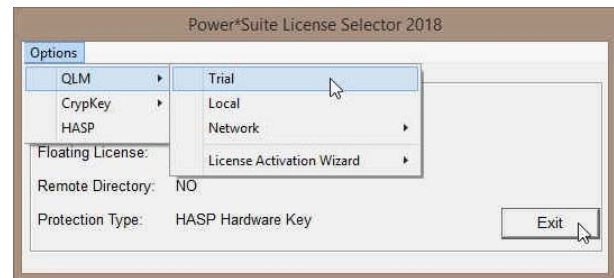 Power*Suite License Selector 2018
Options
QLM
CrypKey
HASP
Trial
Local
Network
License Activation Wizard
Floating License:
Remote Directory: NO
Protection Type: HASP Hardware Key
Exit